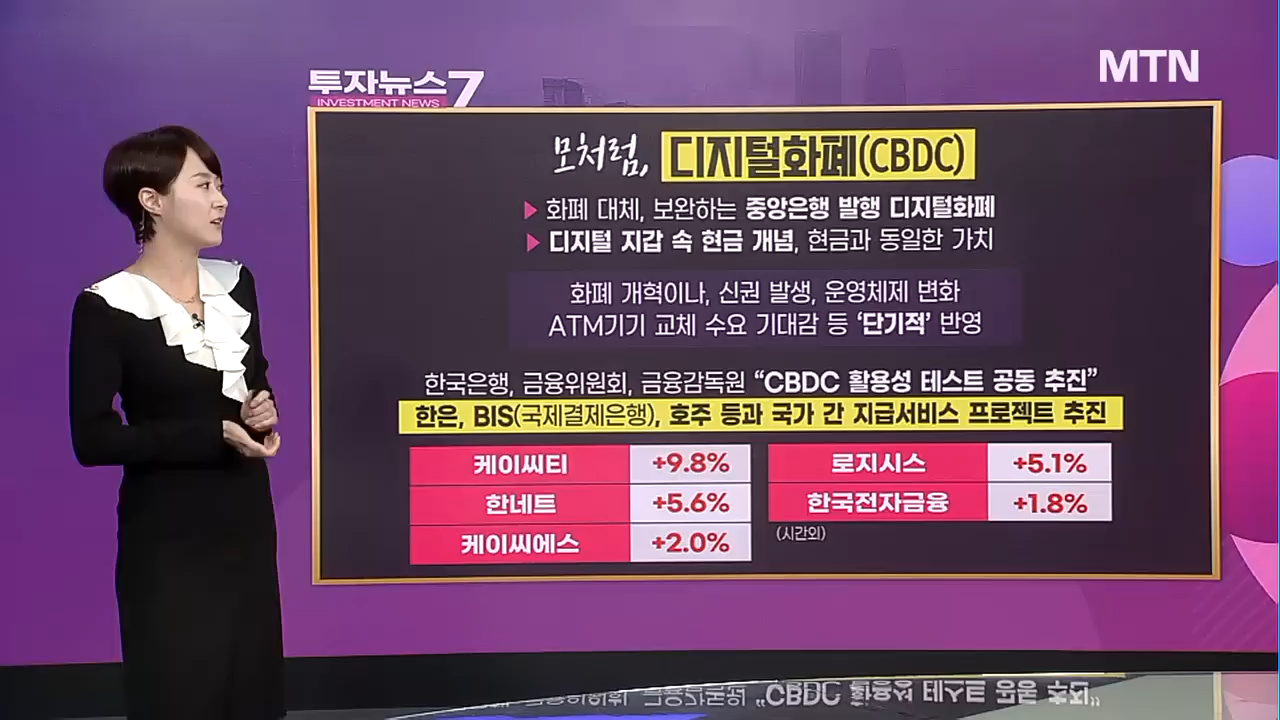 투자뉴스7
INVESTMENT NEWS
MTN
모처럼, 디지털화폐(CBDC)
▶ 화폐 대체, 보완하는 중앙은행 발행 디지털화폐
▶ 디지털 지갑 속 현금 개념, 현금과 동일한 가치
화폐 개혁이나, 신권 발생, 운영체제 변화
ATM기기 교체 수요 기대감 등 ‘단기적’ 반영
한국은행, 금융위원회, 금융감독원 “CBDC 활용성 테스트 공동 추진”
한은, BIS(국제결제은행), 호주 등과 국가 간 지급서비스 프로젝트 추진
케이씨티 +9.8% 로지시스 +5.1%
한네트 +5.6% 한국전자금융 +1.8%
케이씨에스 +2.0% (시간외)